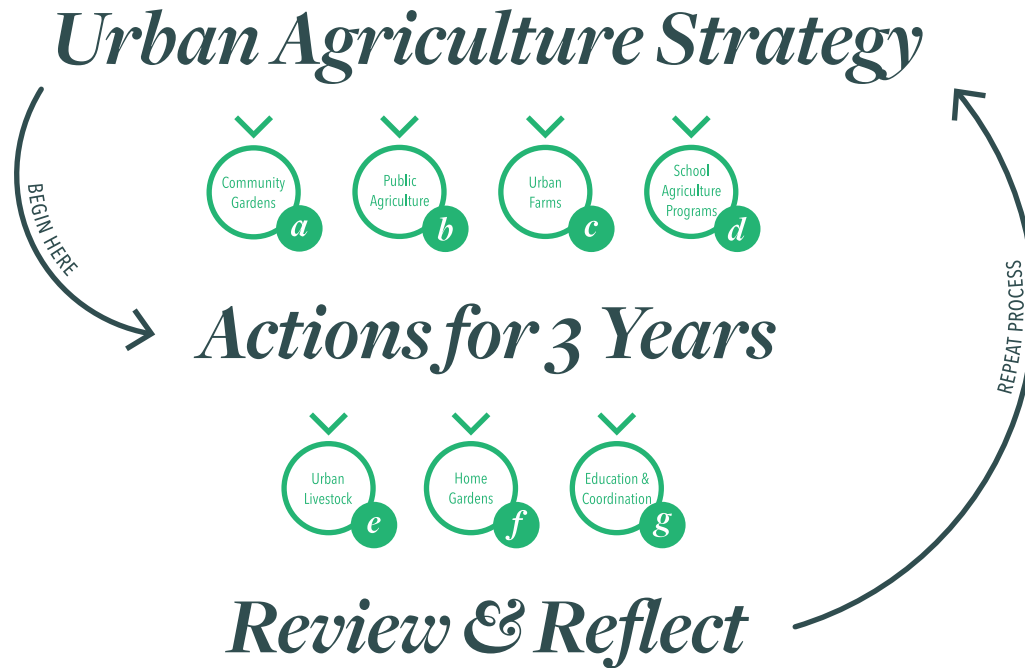 Urban Agriculture Strategy
BEGIN HERE
Community
Gardens
a
Public
Agriculture
b
Urban
Farms
c
School
Agriculture
Programs
d
Actions for 3 Years
REPEAT PROCESS
Urban
Livestock
e
Home
Gardens
f
Education &
Coordination
g
Review & Reflect